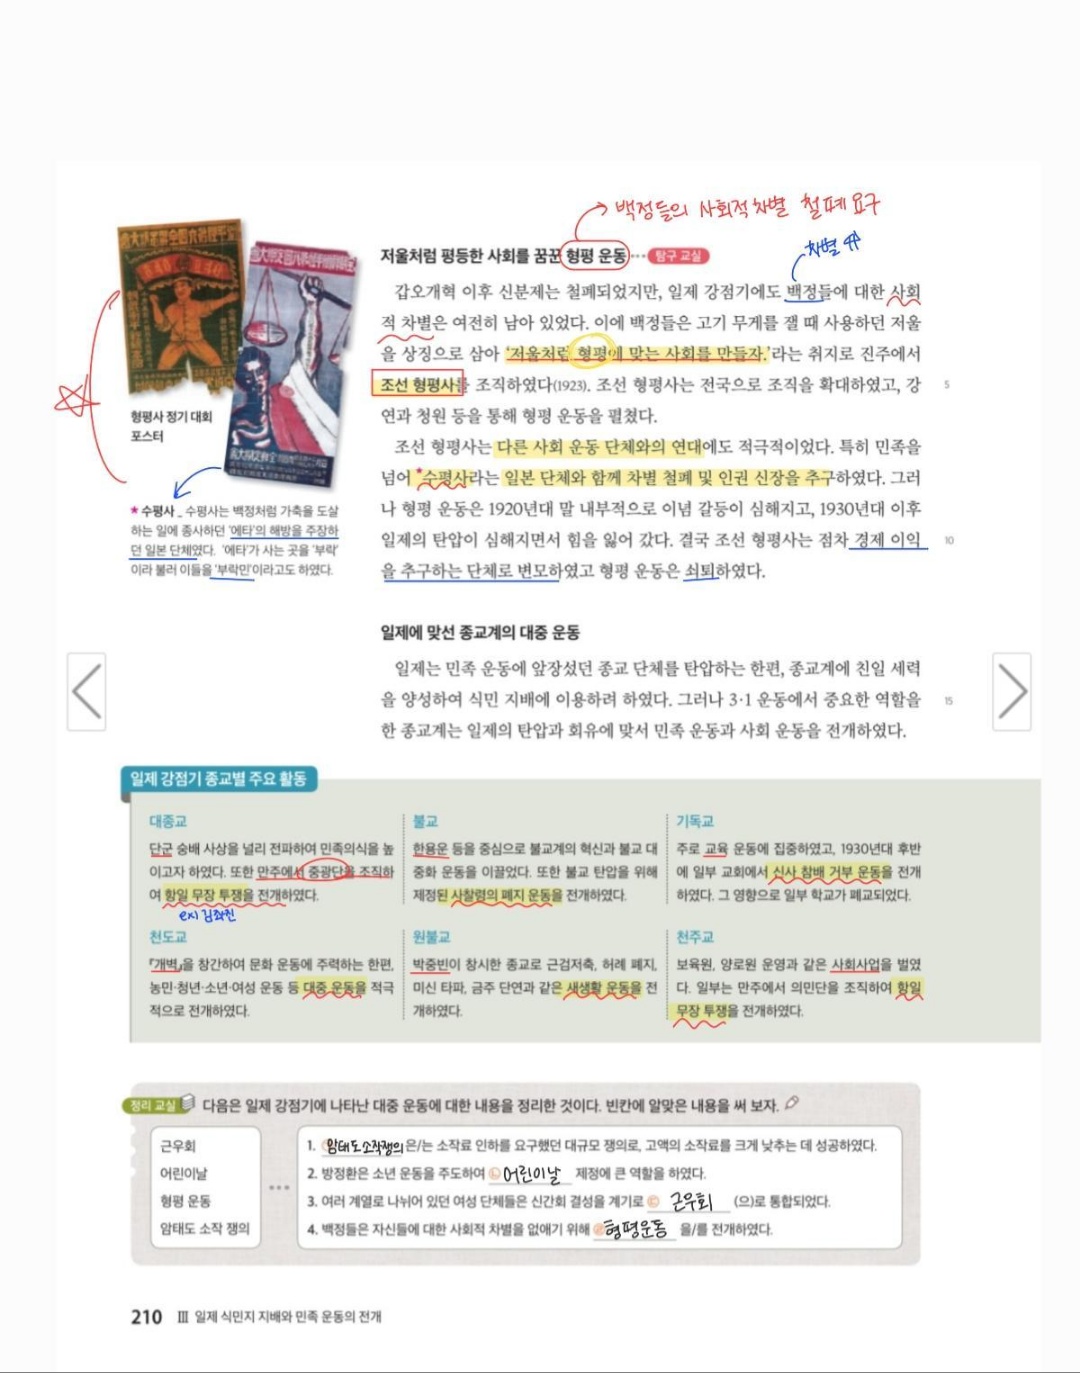 백정들의 사회적 차별 철폐 요구
저울처럼 평등한 사회를 꿈꾼 형평 운동 ··· 탐구 교실
차별
갑오개혁 이후 신분제는 철폐되었지만, 일제 강점기에도 백정들에 대한 사회
적 차별은 여전히 남아 있었다. 이에 백정들은 고기 무게를 잴 때 사용하던 저울
을 상징으로 삼아 ‘저울처럼 형평에 맞는 사회를 만들자.’라는 취지로 진주에서
조선 형평사를 조직하였다(1923). 조선 형평사는 전국으로 조직을 확대하였고, 강
5
연과 청원 등을 통해 형평 운동을 펼쳤다.
조선 형평사는 다른 사회 운동 단체와의 연대에도 적극적이었다. 특히 민족을
넘어 *수평사라는 일본 단체와 함께 차별 철폐 및 인권 신장을 추구하였다. 그러
나 형평 운동은 1920년대 말 내부적으로 이념 갈등이 심해지고, 1930년대 이후
일제의 탄압이 심해지면서 힘을 잃어 갔다. 결국 조선 형평사는 점차 경제 이익
10
을 추구하는 단체로 변모하였고 형평 운동은 쇠퇴하였다.
형평사 정기 대회
포스터
* 수평사 _ 수평사는 백정처럼 가축을 도살
하는 일에 종사하던 ‘에타’의 해방을 주장하
던 일본 단체였다. ‘에타’가 사는 곳을 ‘부락’
이라 불러 이들을 ‘부락민’이라고도 하였다.
일제에 맞선 종교계의 대중 운동
일제는 민족 운동에 앞장섰던 종교 단체를 탄압하는 한편, 종교계에 친일 세력
을 양성하여 식민 지배에 이용하려 하였다. 그러나 3·1 운동에서 중요한 역할을
15
한 종교계는 일제의 탄압과 회유에 맞서 민족 운동과 사회 운동을 전개하였다.
일제 강점기 종교별 주요 활동
대종교
단군 숭배 사상을 널리 전파하여 민족의식을 높
이고자 하였다. 또한 만주에서 중광단을 조직하
여 항일 무장 투쟁을 전개하였다.
ex) 김좌진
불교
한용운 등을 중심으로 불교계의 혁신과 불교 대
중화 운동을 이끌었다. 또한 불교 탄압을 위해
제정된 사찰령의 폐지 운동을 전개하였다.
기독교
주로 교육 운동에 집중하였고, 1930년대 후반
에 일부 교회에서 신사 참배 거부 운동을 전개
하였다. 그 영향으로 일부 학교가 폐교되었다.
천도교
『개벽』을 창간하여 문화 운동에 주력하는 한편,
농민·청년·소년·여성 운동 등 대중 운동을 적극
적으로 전개하였다.
원불교
박중빈이 창시한 종교로 근검저축, 허례 폐지,
미신 타파, 금주 단연과 같은 새생활 운동을 전
개하였다.
천주교
보육원, 양로원 운영과 같은 사회사업을 벌였
다. 일부는 만주에서 의민단을 조직하여 항일
무장 투쟁을 전개하였다.
정리 교실 다음은 일제 강점기에 나타난 대중 운동에 대한 내용을 정리한 것이다. 빈칸에 알맞은 내용을 써 보자.
근우회
어린이날
형평 운동
암태도 소작 쟁의
1. ㉠ 암태도 소작쟁의 은/는 소작료 인하를 요구했던 대규모 쟁의로, 고액의 소작료를 크게 낮추는 데 성공하였다.
2. 방정환은 소년 운동을 주도하여 ㉡ 어린이날 제정에 큰 역할을 하였다.
3. 여러 계열로 나뉘어 있던 여성 단체들은 신간회 결성을 계기로 ㉢ 근우회 (으)로 통합되었다.
4. 백정들은 자신들에 대한 사회적 차별을 없애기 위해 ㉣ 형평운동 을/를 전개하였다.
210 Ⅲ 일제 식민지 지배와 민족 운동의 전개